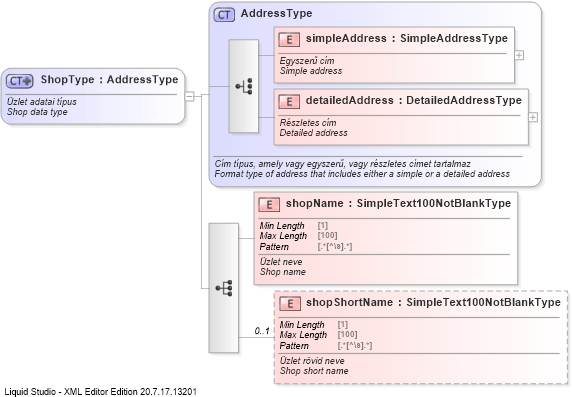 CT AddressType
E simpleAddress : SimpleAddressType
Egyszerű cím
Simple address
CT ShopType : AddressType
Üzlet adatai típus
Shop data type
E detailedAddress : DetailedAddressType
Részletes cím
Detailed address
Cím típus, amely vagy egyszerű, vagy részletes címet tartalmaz
Format type of address that includes either a simple or a detailed address
E shopName : SimpleText100NotBlankType
Min Length [1]
Max Length [100]
Pattern [.*[^\s].*]
Üzlet neve
Shop name
E shopShortName : SimpleText100NotBlankType
Min Length [1]
0..1 Max Length [100]
Pattern [.*[^\s].*]
Üzlet rövid neve
Shop short name
Liquid Studio - XML Editor Edition 20.7.17.13201